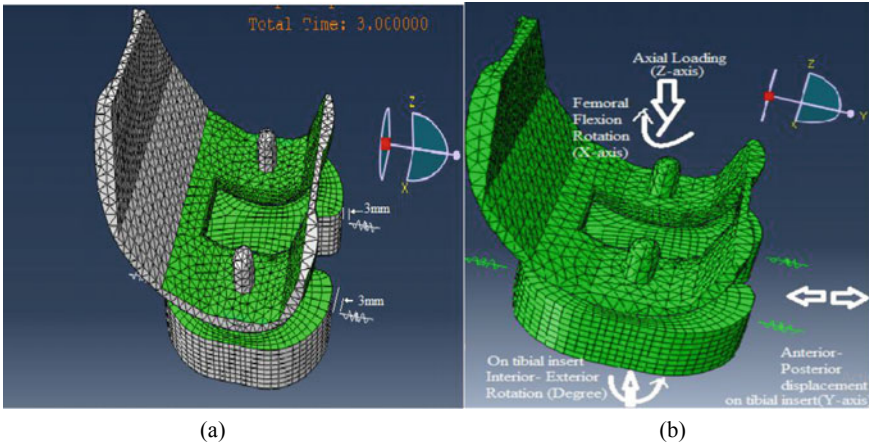 Total Time: 3.000000
Z
X
3mm
3mm
(a)
Axial Loading
(Z-axis)
Femoral
Flexion
Rotation
(X-axis)
Z
X
Y
On tibial insert
Interior- Exterior
Rotation (Degree)
Anterior-
Posterior
displacement
on tibial insert(Y-axis)
(b)